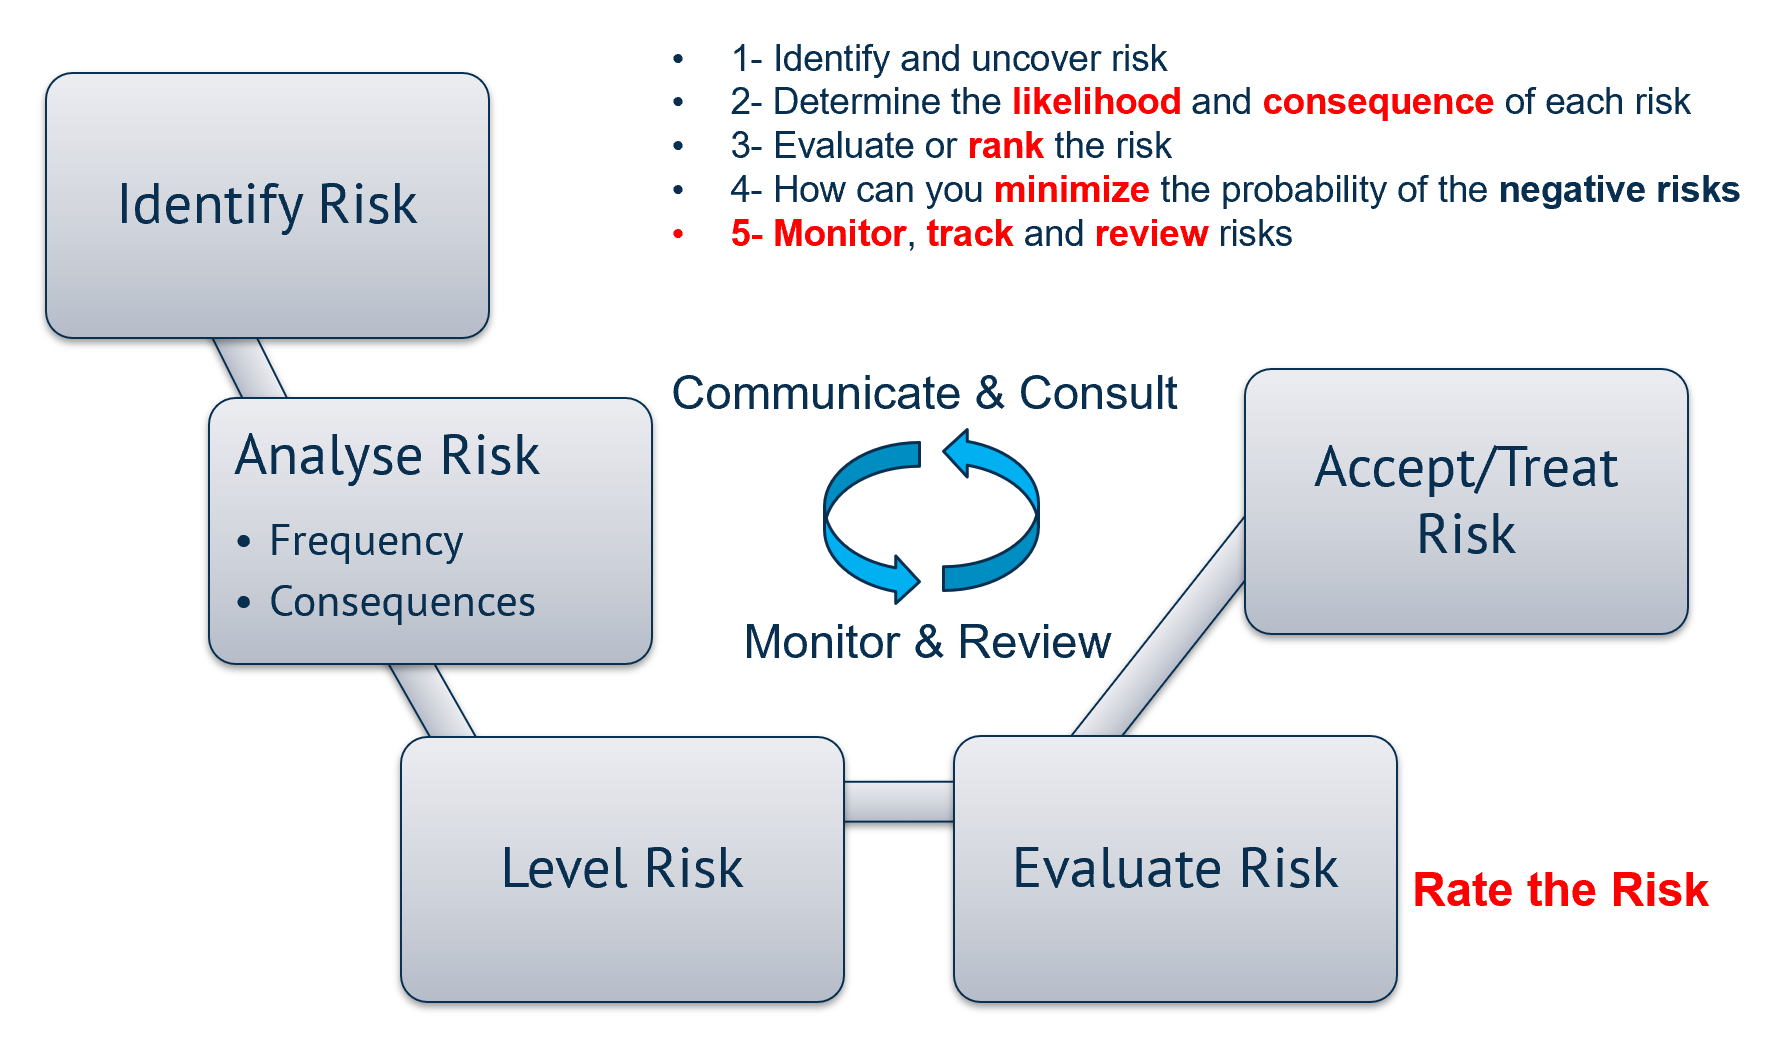 • 1- Identify and uncover risk
• 2- Determine the likelihood and consequence of each risk
• 3- Evaluate or rank the risk
• 4- How can you minimize the probability of the negative risks
• 5- Monitor, track and review risks
Identify Risk
Analyse Risk
• Frequency
• Consequences
Communicate & Consult
Monitor & Review
Accept/Treat
Risk
Level Risk
Evaluate Risk
Rate the Risk